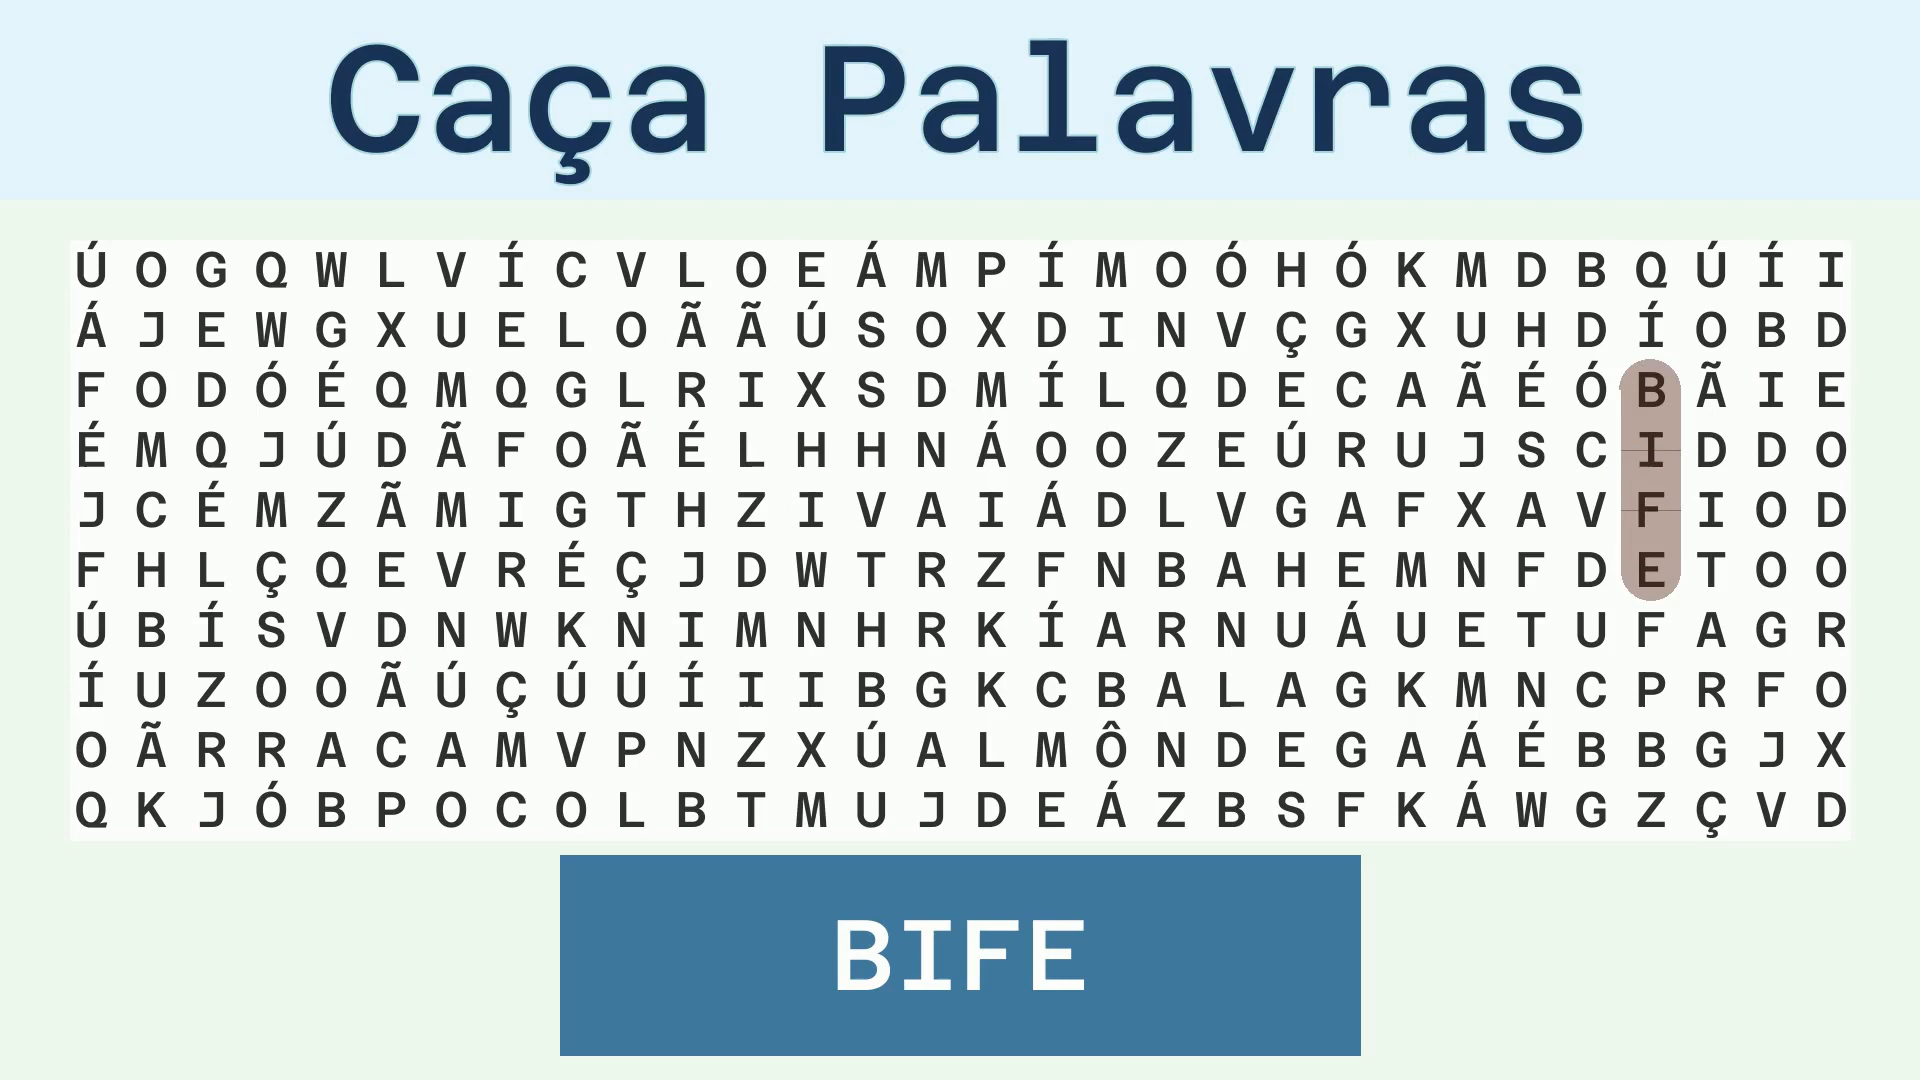 Caça Palavras
Ú O G Q W L V Í C V L O E Á M P Í M O Ó H Ó K M D B Q Ú Í I
Á J E W G X U E L O Ã Ã Ú S O X D I N V Ç G X U H D Í O B D
F O D Ó É Q M Q G L R I X S D M Í L Q D E C A Ã É Ó B Ã I E
É M Q J Ú D Ã F O Ã É L H H N Á O O Z E Ú R U J S C I D D O
J C É M Z Ã M I G T H Z I V A I Á D L V G A F X A V F I O D
F H L Ç Q E V R É Ç J D W T R Z F N B A H E M N F D E T O O
Ú B Í S V D N W K N I M N H R K Í A R N U Á U E T U F A G R
Í U Z O O Ã Ú Ç Ú Ú Í I I B G K C B A L A G K M N C P R F O
O Ã R R A C A M V P N Z X Ú A L M Ô N D E G A Á É B B G J X
Q K J Ó B P O C O L B T M U J D E Á Z B S F K Á W G Z Ç V D
BIFE